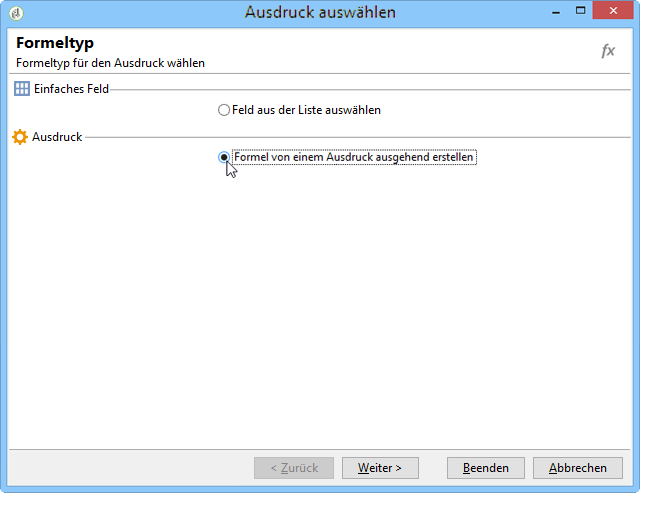 Ausdruck auswählen
Formeltyp
Formeltyp für den Ausdruck wählen
fx
Einfaches Feld
Feld aus der Liste auswählen
Ausdruck
Formel von einem Ausdruck ausgehend erstellen
< Zurück
Weiter >
Beenden
Abbrechen